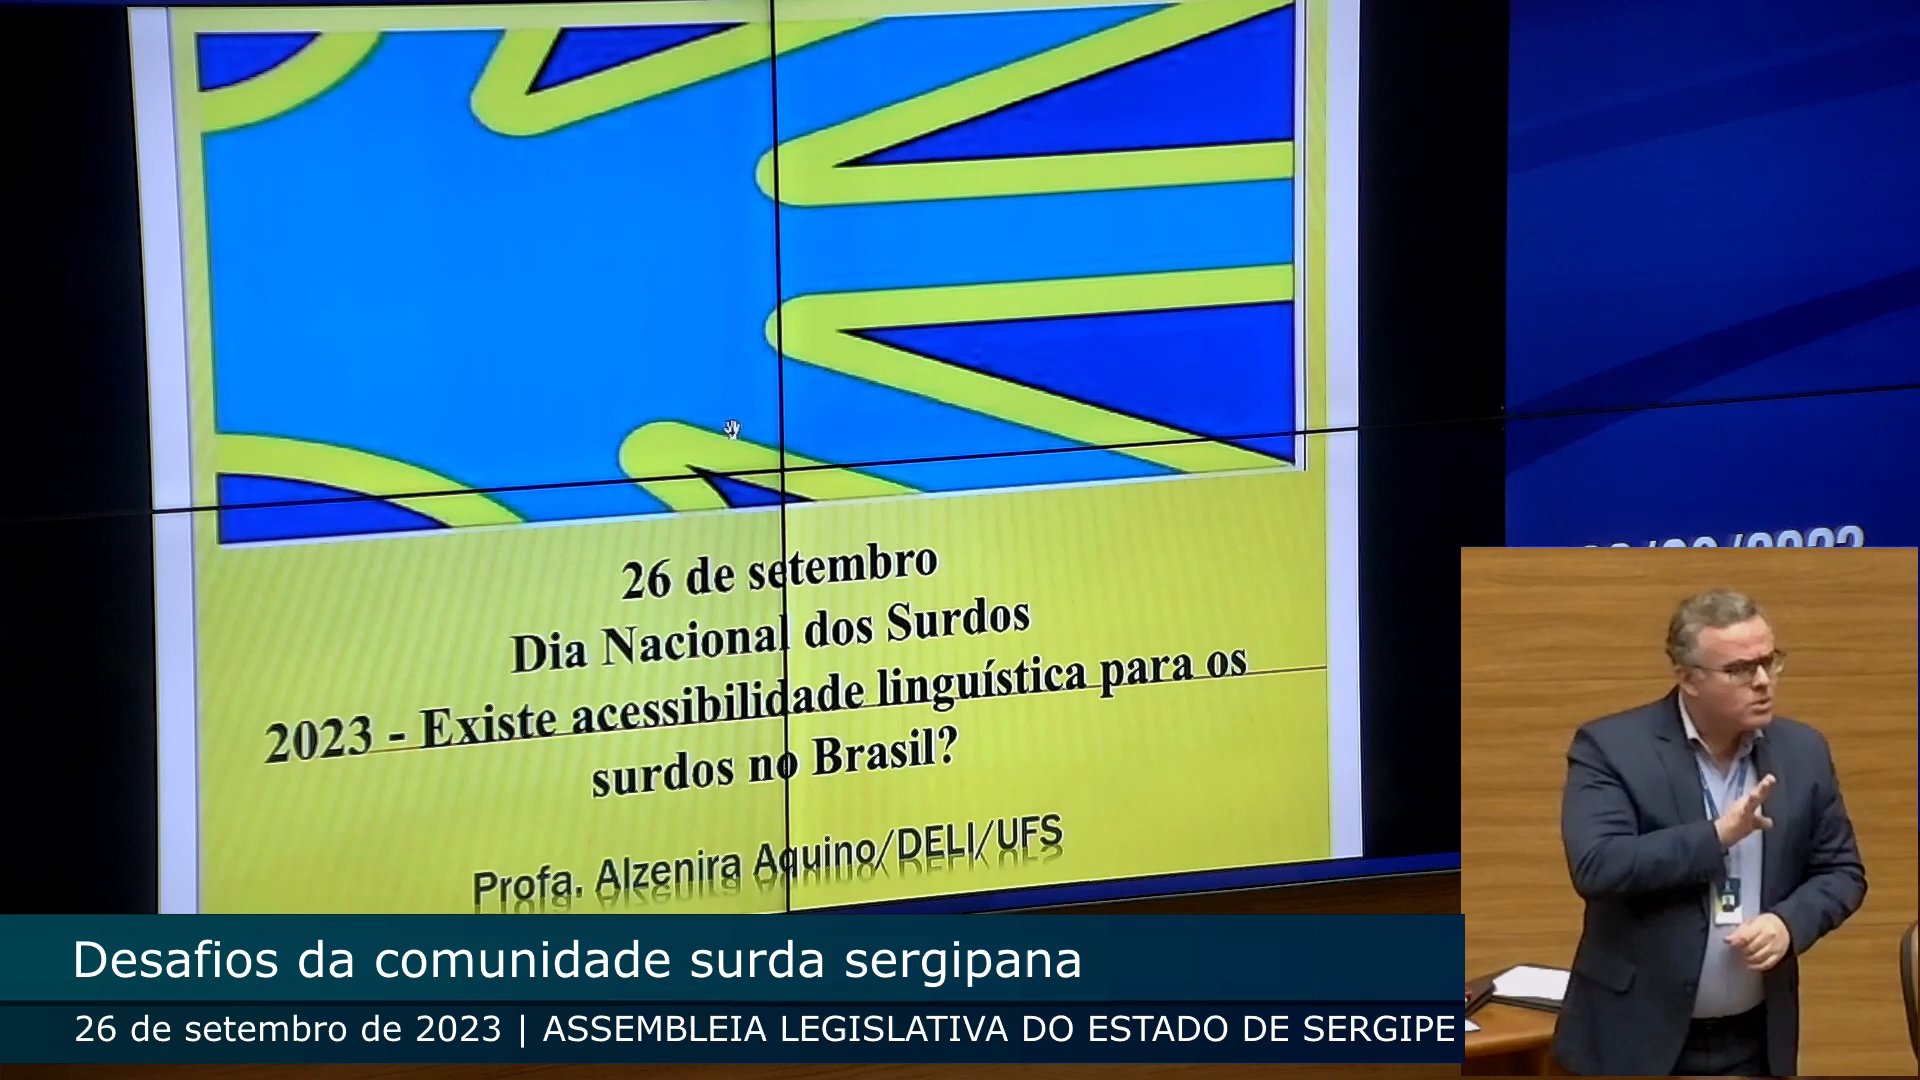 26 de setembro
Dia Nacional dos Surdos
2023 - Existe acessibilidade linguística para os
surdos no Brasil?
Profa. Alzenira Aquino/DELI/UFS
Desafios da comunidade surda sergipana
26 de setembro de 2023 | ASSEMBLEIA LEGISLATIVA DO ESTADO DE SERGIPE